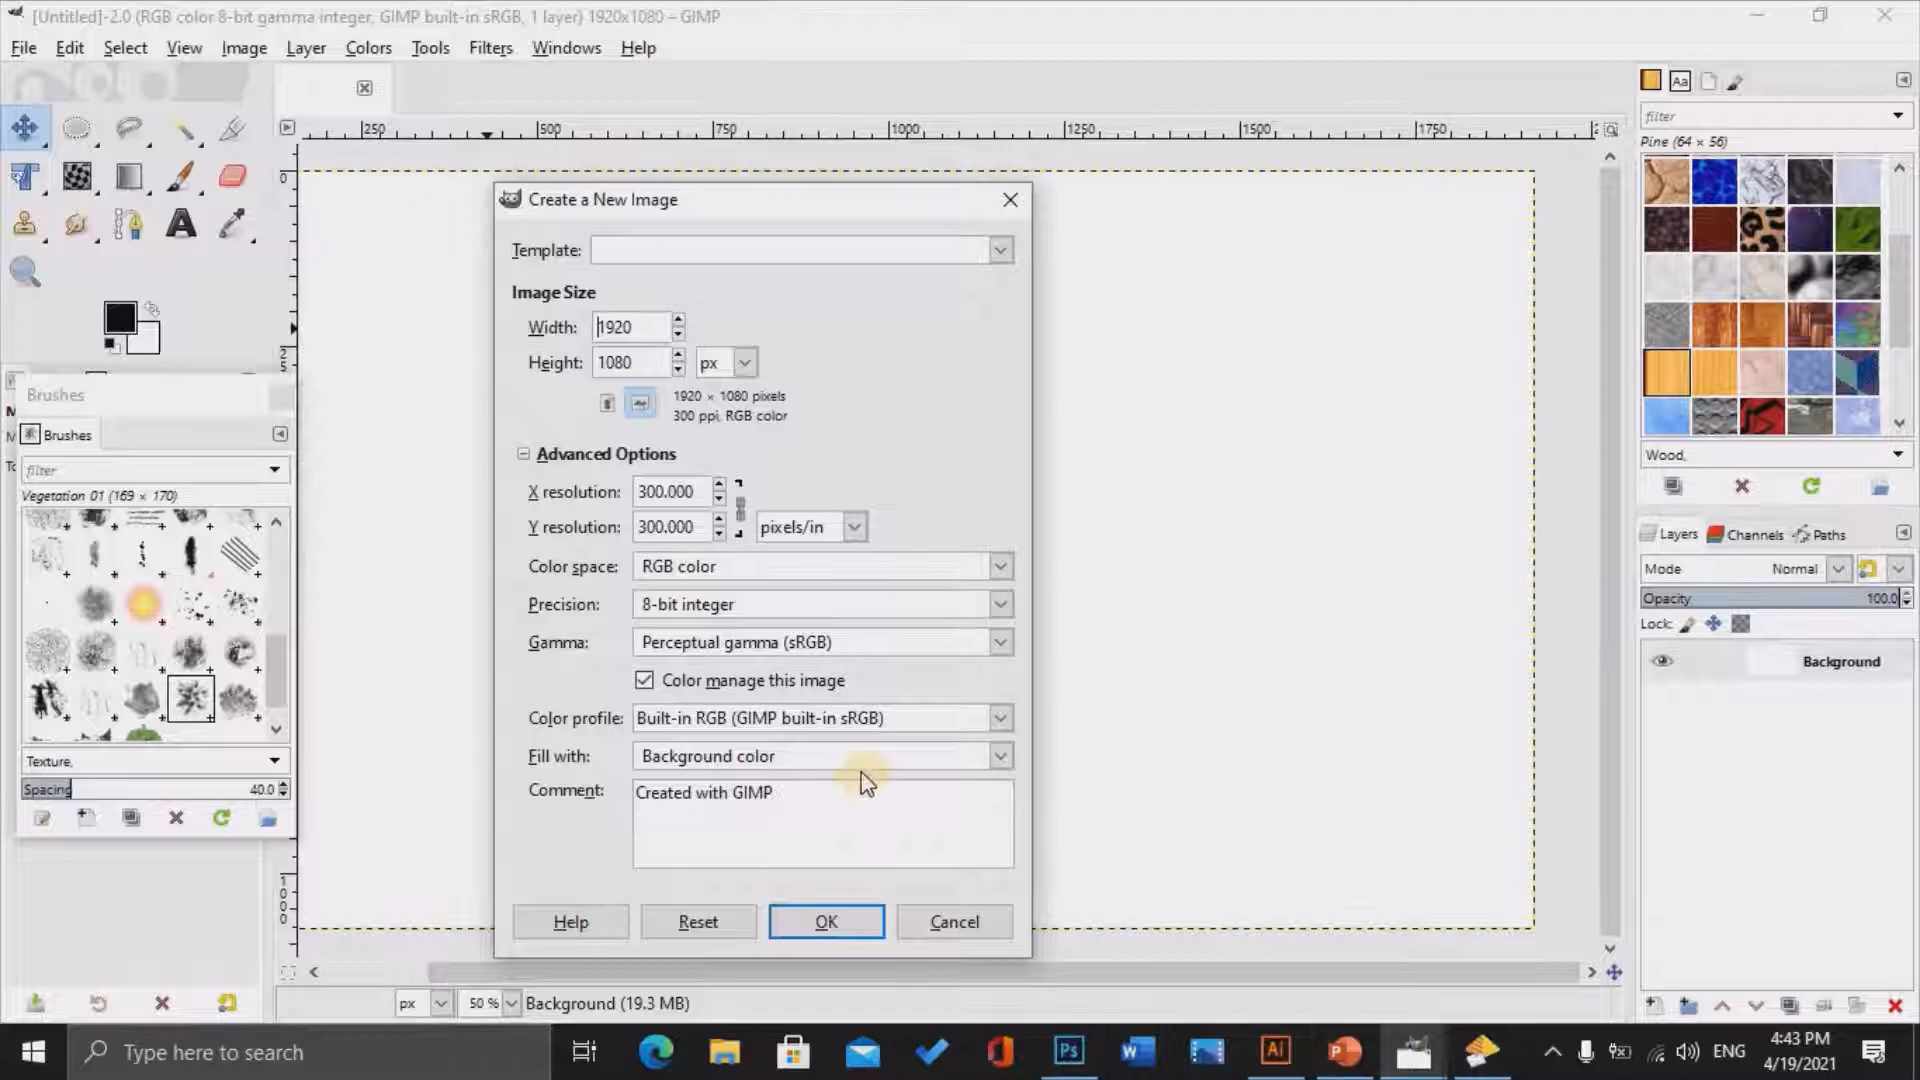 [Untitled]-2.0 (RGB color 8-bit gamma integer, GIMP built-in sRGB, 1 layer) 1920x1080 – GIMP
File Edit Select View Image Layer Colors Tools Filters Windows Help
250 500 750 1000 1250 1500 1750
0
25
100
Brushes
Brushes
filter
Vegetation 01 (169 × 170)
Texture,
Spacing 40.0
Create a New Image
Template:
Image Size
Width: 1920
Height: 1080 px
1920 × 1080 pixels
300 ppi, RGB color
Advanced Options
X resolution: 300.000
Y resolution: 300.000 pixels/in
Color space: RGB color
Precision: 8-bit integer
Gamma: Perceptual gamma (sRGB)
Color manage this image
Color profile: Built-in RGB (GIMP built-in sRGB)
Fill with: Background color
Comment: Created with GIMP
Help Reset OK Cancel
px 50 % Background (19.3 MB)
Aa
filter
Pine (64 × 56)
Wood,
Layers Channels Paths
Mode Normal
Opacity 100.0
Lock:
Background
Type here to search
Ps
W
Ai
P
ENG
4:43 PM
4/19/2021